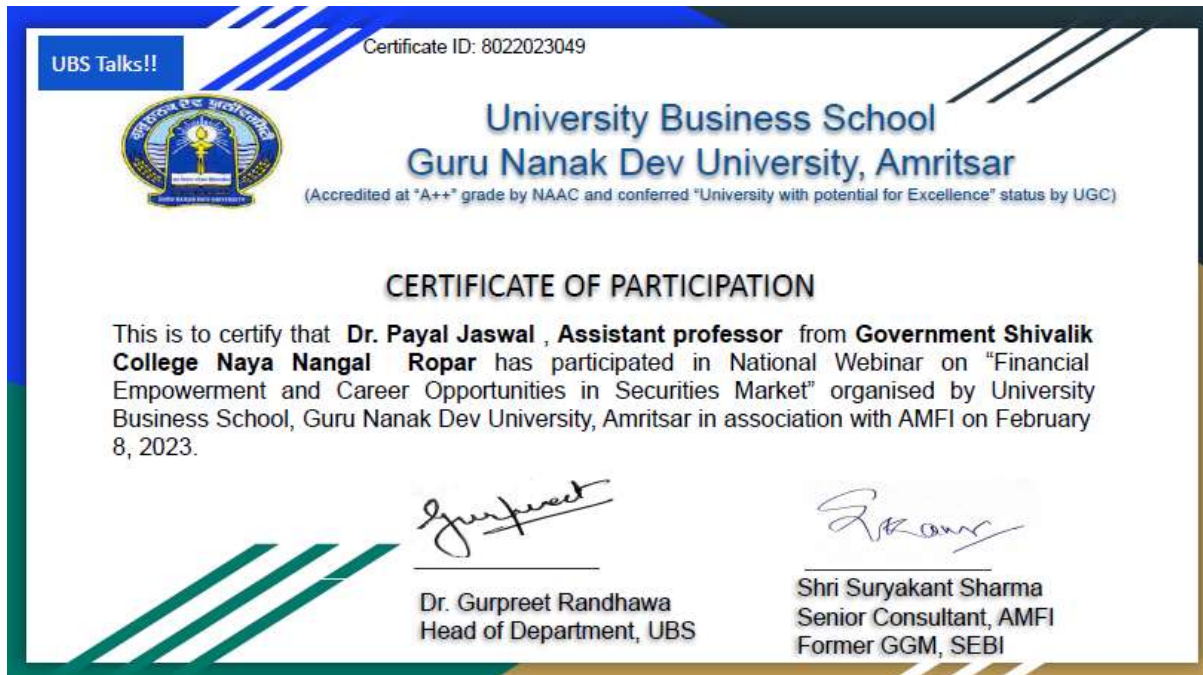 UBS Talks!!
Certificate ID: 8022023049
University Business School
Guru Nanak Dev University, Amritsar
(Accredited at "A++" grade by NAAC and conferred "University with potential for Excellence" status by UGC)
CERTIFICATE OF PARTICIPATION
This is to certify that Dr. Payal Jaswal , Assistant professor from Government Shivalik
College Naya Nangal Ropar has participated in National Webinar on “Financial
Empowerment and Career Opportunities in Securities Market” organised by University
Business School, Guru Nanak Dev University, Amritsar in association with AMFI on February
8, 2023.
Gurpreet
Dr. Gurpreet Randhawa
Head of Department, UBS
Shri Suryakant Sharma
Senior Consultant, AMFI
Former GGM, SEBI